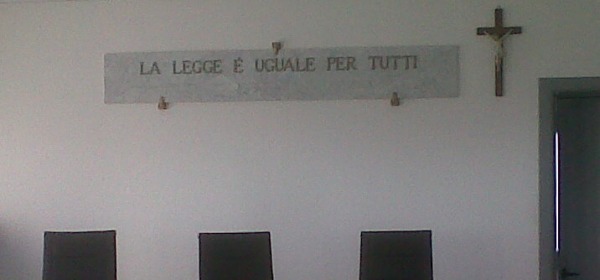 LA LEGGE È UGUALE PER TUTTI